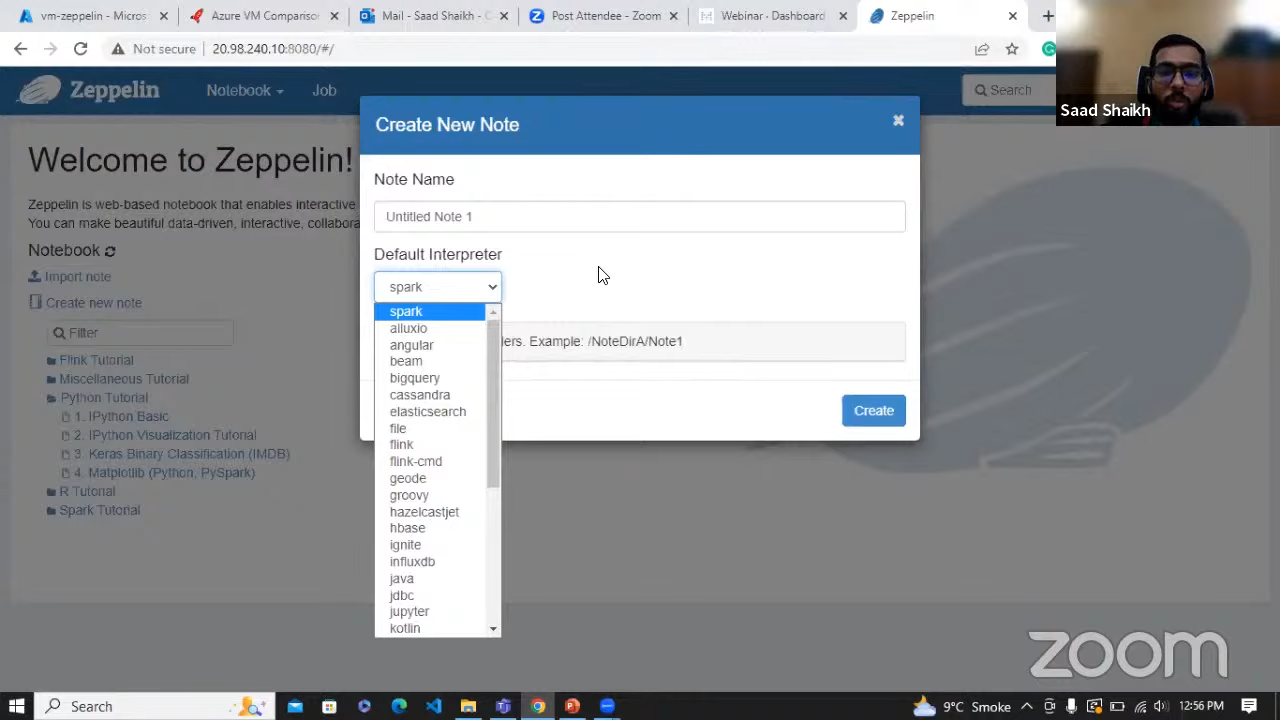 vm-zeppelin - Micros
Azure VM Compariso
Mail - Saad Shaikh - C
Post Attendee - Zoom
Webinar · Dashboard
Zeppelin
Not secure
20.98.240.10:8080/#/
Saad Shaikh
Zeppelin
Notebook
Job
Search
Create New Note
Welcome to Zeppelin!
Zeppelin is web-based notebook that enables interactive
You can make beautiful data-driven, interactive, collabora
Notebook
Import note
Create new note
Filter
Flink Tutorial
Miscellaneous Tutorial
Python Tutorial
1. IPython Basic
2. IPython Visualization Tutorial
3. Keras Binary Classification (IMDB)
4. Matplotlib (Python, PySpark)
R Tutorial
Spark Tutorial
Note Name
Untitled Note 1
Default Interpreter
spark
spark
alluxio
angular
beam
bigquery
cassandra
elasticsearch
file
flink
flink-cmd
geode
groovy
hazelcastjet
hbase
ignite
influxdb
java
jdbc
jupyter
kotlin
Example: /NoteDirA/Note1
Create
zoom
Search
9°C Smoke
12:56 PM